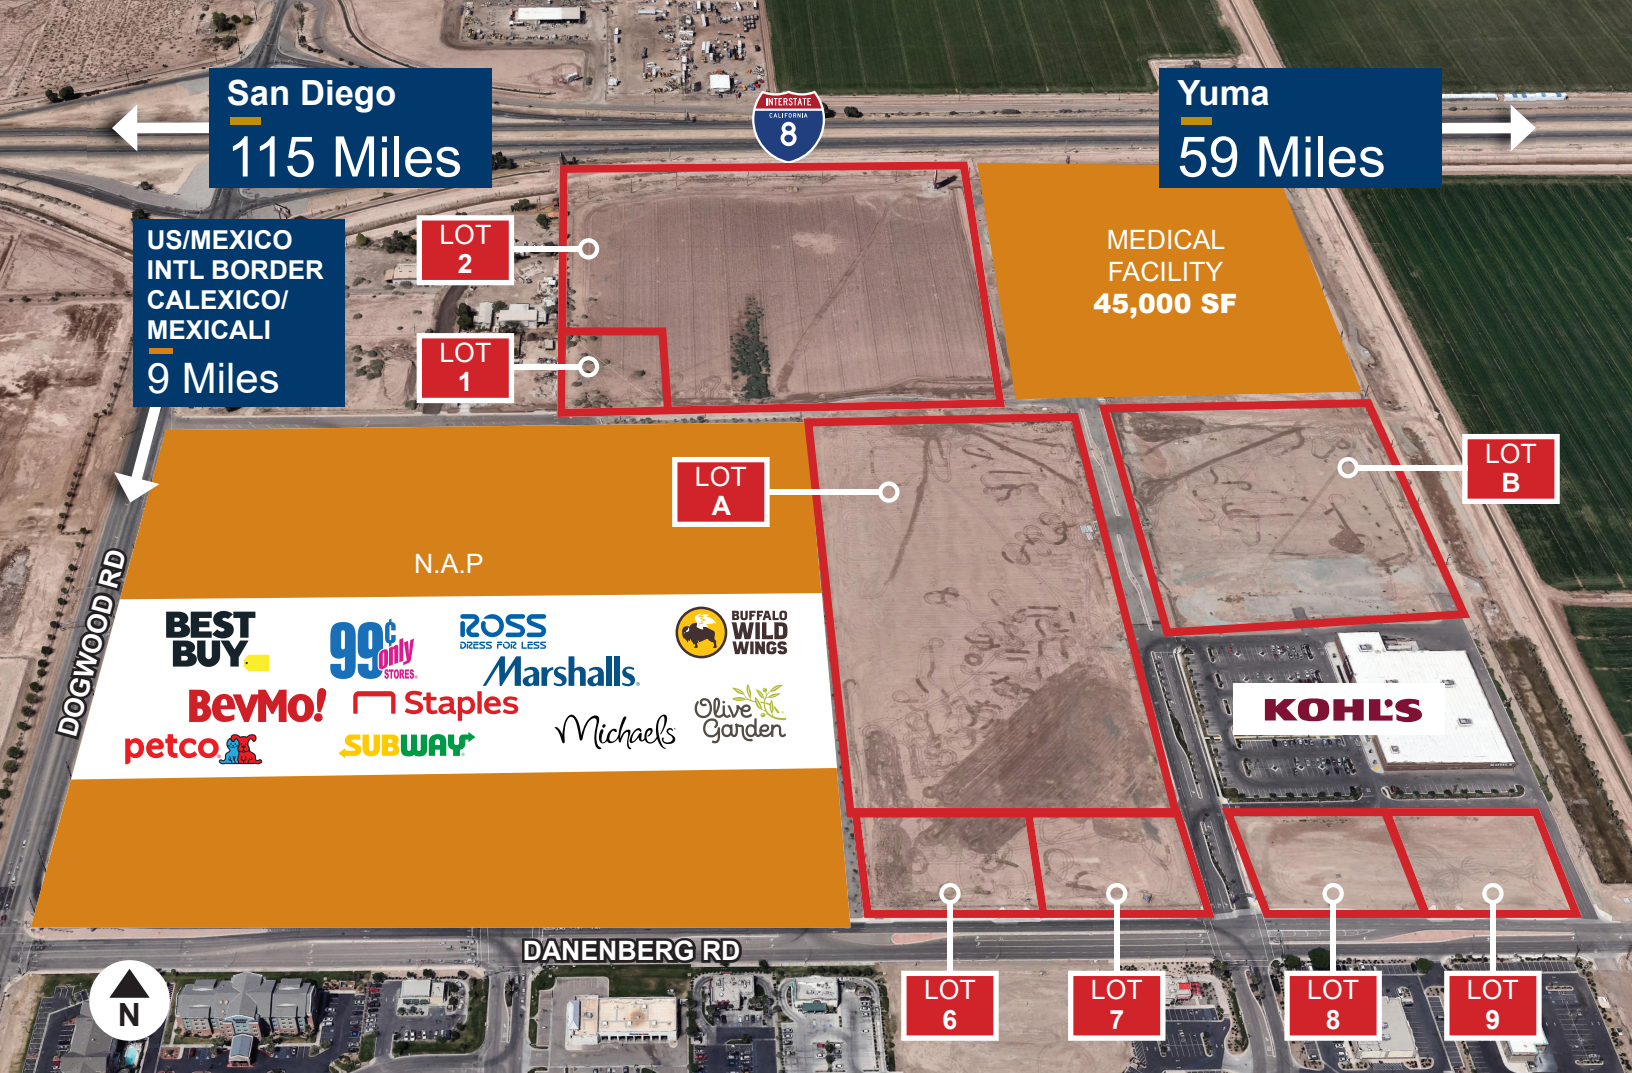 San Diego
115 Miles
INTERSTATE
CALIFORNIA
8
Yuma
59 Miles
US/MEXICO
INTL BORDER
CALEXICO/
MEXICALI
9 Miles
LOT
2
LOT
1
MEDICAL
FACILITY
45,000 SF
LOT
A
LOT
B
N.A.P
DOGWOOD RD
BEST
BUY
99¢
only
STORES.
ROSS
DRESS FOR LESS
BUFFALO
WILD
WINGS
Marshalls.
BevMo!
Staples
Michaels
Olive
Garden
petco
SUBWAY
KOHL'S
DANENBERG RD
LOT
6
LOT
7
LOT
8
LOT
9
N